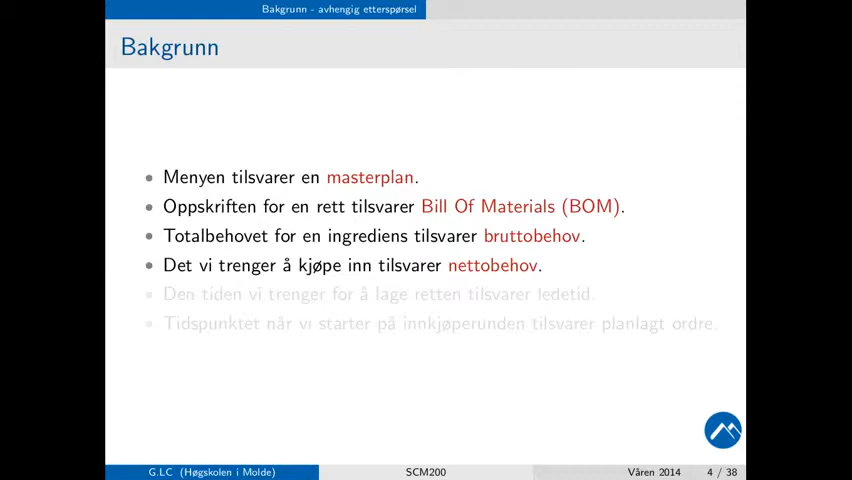 Bakgrunn - avhengig etterspørsel
Bakgrunn
• Menyen tilsvarer en masterplan.
• Oppskriften for en rett tilsvarer Bill Of Materials (BOM).
• Totalbehovet for en ingrediens tilsvarer bruttobehov.
• Det vi trenger å kjøpe inn tilsvarer nettobehov.
• Den tiden vi trenger for å lage retten tilsvarer ledetid.
• Tidspunktet når vi starter på innkjøperunden tilsvarer planlagt ordre.
G.LC (Høgskolen i Molde) SCM200 Våren 2014 4 / 38